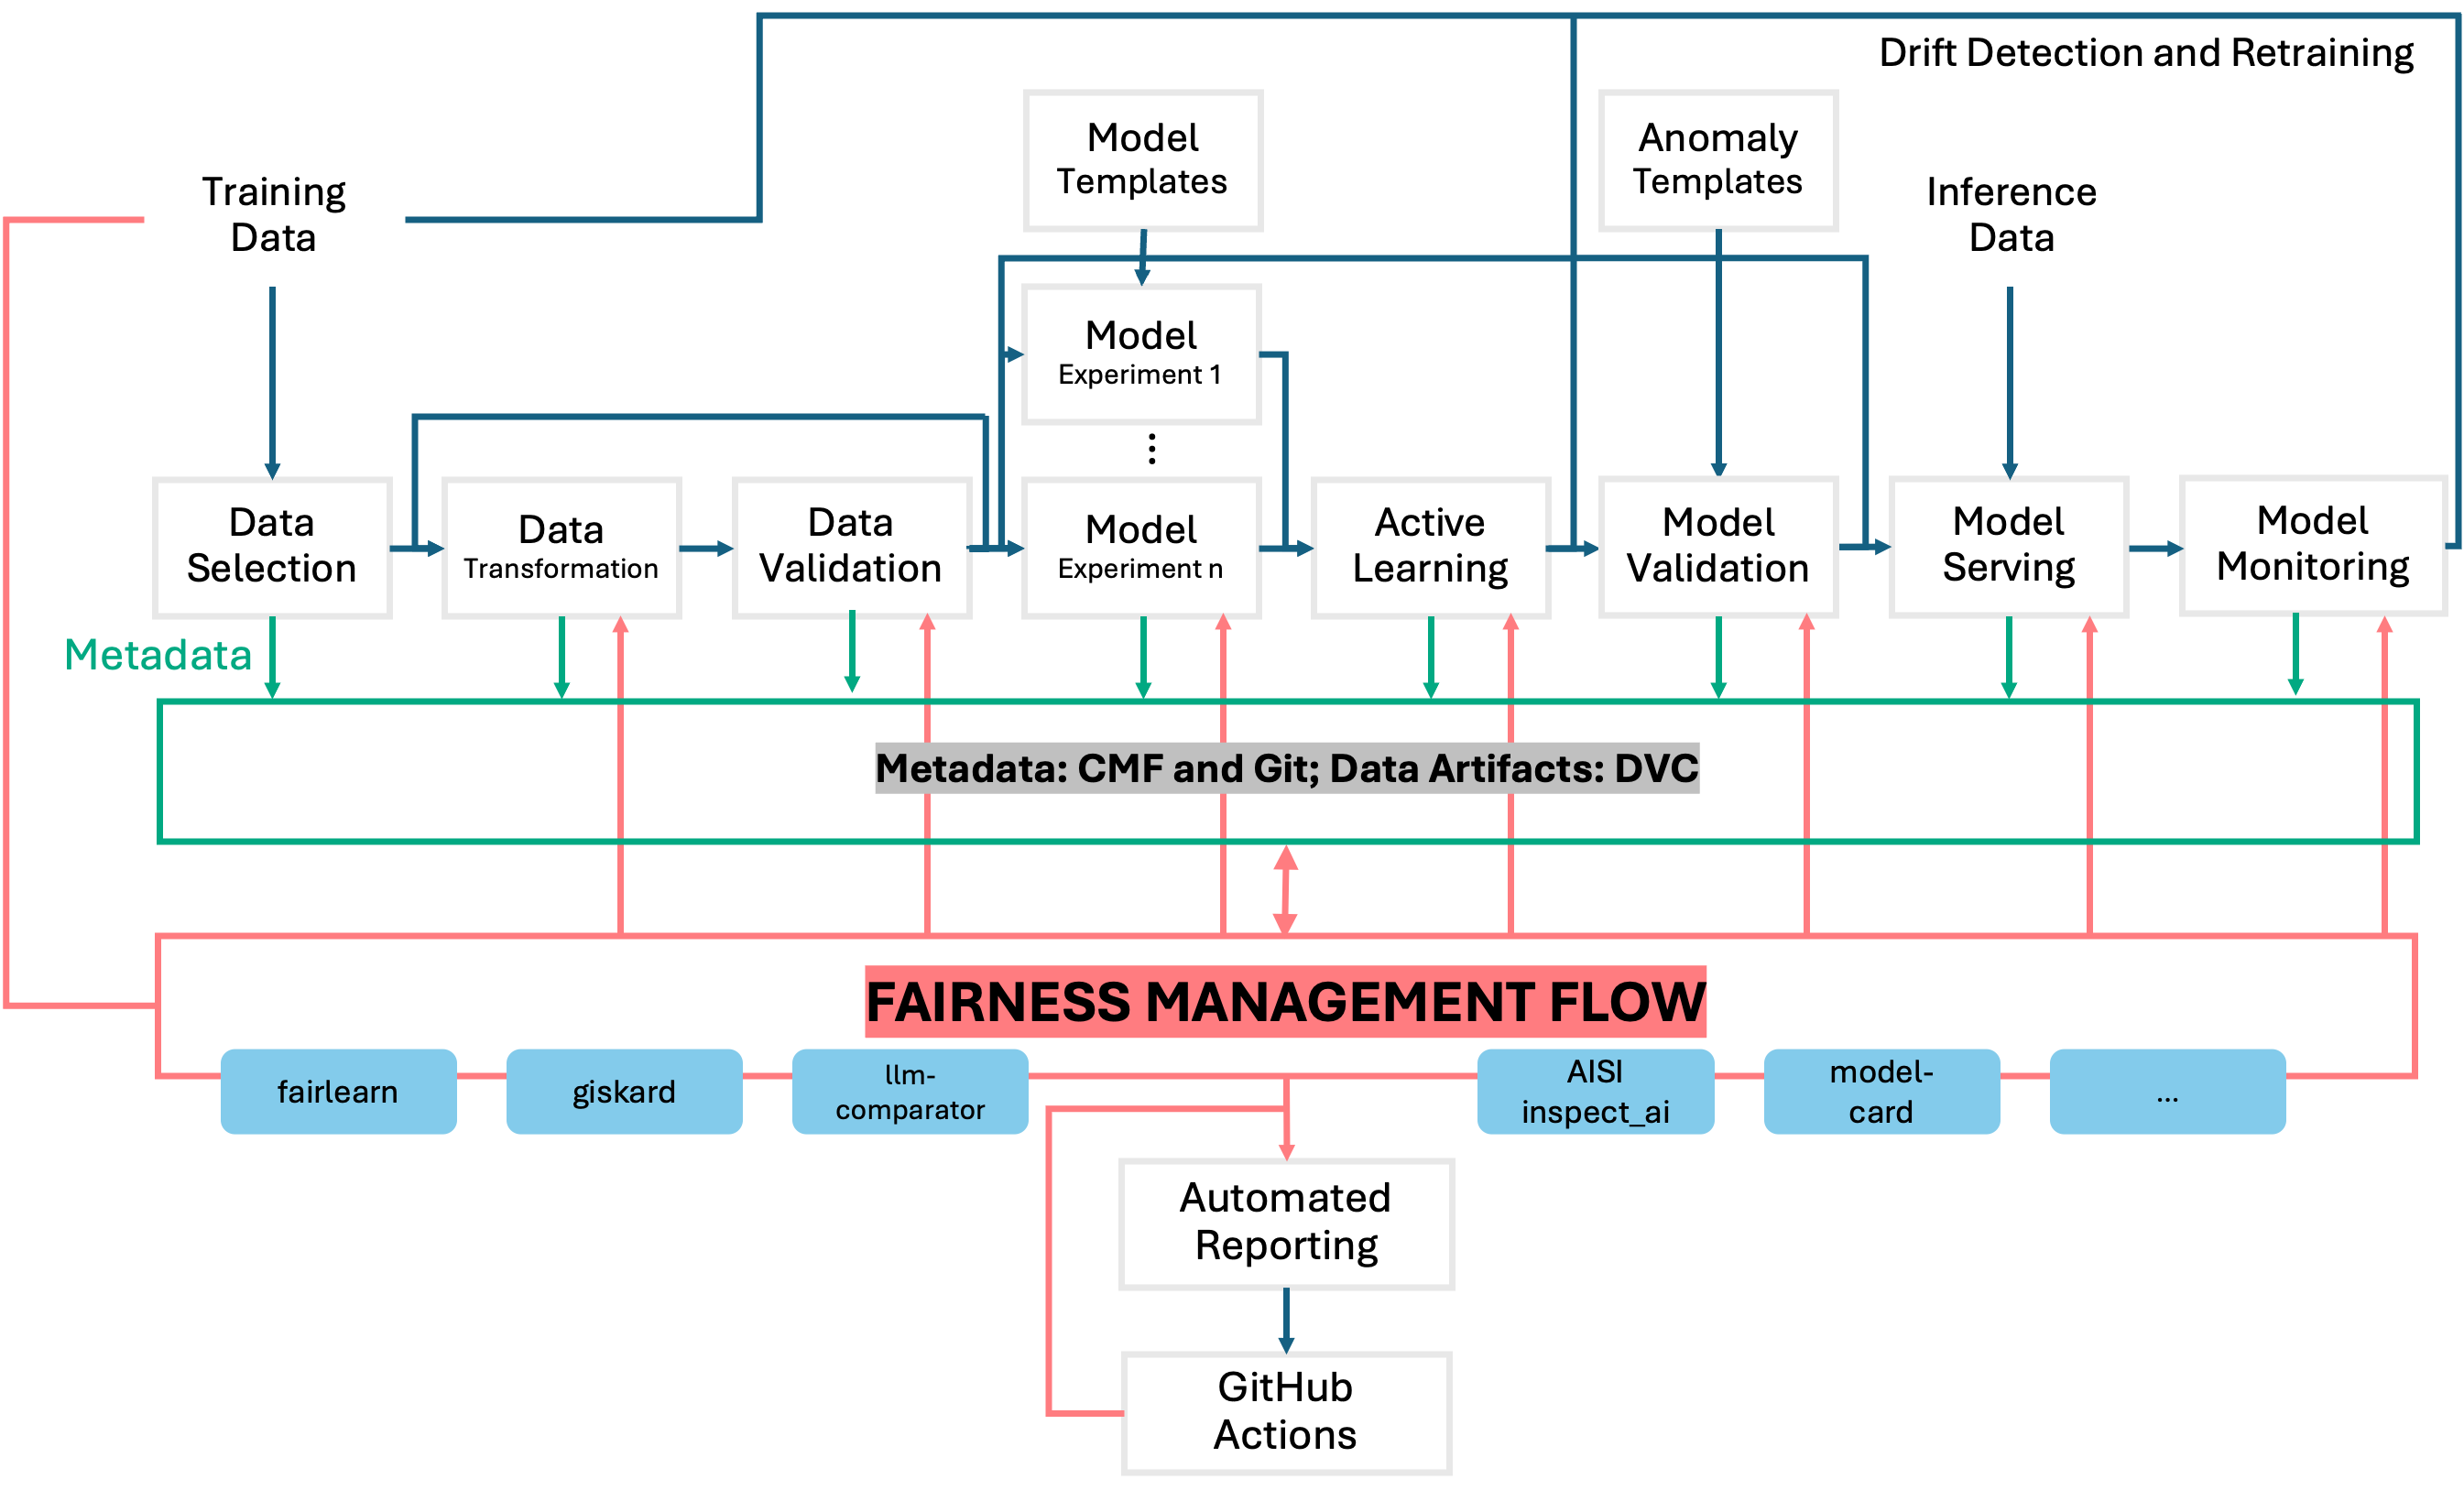 Drift Detection and Retraining
Model
Templates
Anomaly
Templates
Training
Data
Inference
Data
Model
Experiment 1
⋮
Data
Selection
Data
Transformation
Data
Validation
Model
Experiment n
Active
Learning
Model
Validation
Model
Serving
Model
Monitoring
Metadata
Metadata: CMF and Git; Data Artifacts: DVC
FAIRNESS MANAGEMENT FLOW
fairlearn
giskard
llm-
comparator
AISI
inspect_ai
model-
card
...
Automated
Reporting
GitHub
Actions